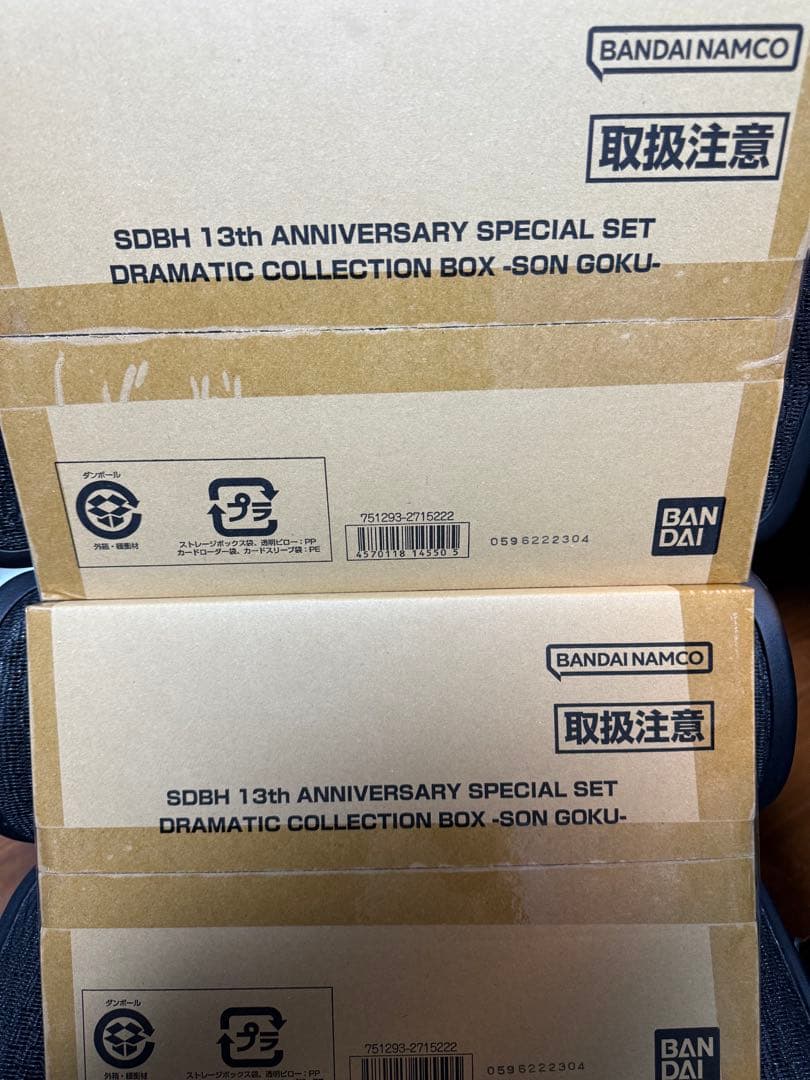 BANDAI NAMCO
取扱注意
SDBH 13th ANNIVERSARY SPECIAL SET
DRAMATIC COLLECTION BOX -SON GOKU-
ダンボール
プラ
外箱・緩衝材
ストレージボックス袋、透明ピロー:PP
カードローダー袋、カードスリーブ袋:PE
751293-2715222
4570118 14550 5
0596222304
BAN
DAI
BANDAI NAMCO
取扱注意
SDBH 13th ANNIVERSARY SPECIAL SET
DRAMATIC COLLECTION BOX -SON GOKU-
ダンボール
プラ
外箱・緩衝材
ストレージボックス袋、透明ピロー:PP
751293-2715222
0596222304
BAN
DAI